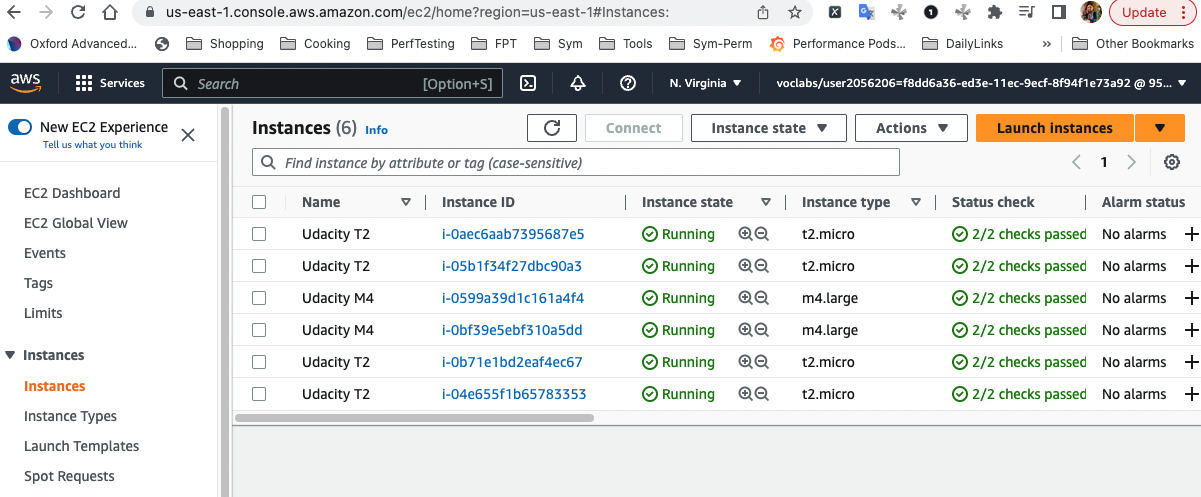 us-east-1.console.aws.amazon.com/ec2/home?region=us-east-1#Instances:
Update
Oxford Advanced... Shopping Cooking PerfTesting FPT Sym Tools Sym-Perm Performance Pods... DailyLinks » Other Bookmarks
aws Services Search [Option+S] N. Virginia voclabs/user2056206=f8dd6a36-ed3e-11ec-9ecf-8f94f1e73a92 @ 95...
New EC2 Experience
Tell us what you think
EC2 Dashboard
EC2 Global View
Events
Tags
Limits
Instances
Instances
Instance Types
Launch Templates
Spot Requests
Instances (6) Info Connect Instance state Actions Launch instances
Find instance by attribute or tag (case-sensitive) 1
Name Instance ID Instance state Instance type Status check Alarm status
Udacity T2 i-0aec6aab7395687e5 Running t2.micro 2/2 checks passed No alarms +
Udacity T2 i-05b1f34f27dbc90a3 Running t2.micro 2/2 checks passed No alarms +
Udacity M4 i-0599a39d1c161a4f4 Running m4.large 2/2 checks passed No alarms +
Udacity M4 i-0bf39e5ebf310a5dd Running m4.large 2/2 checks passed No alarms +
Udacity T2 i-0b71e1bd2eaf4ec67 Running t2.micro 2/2 checks passed No alarms +
Udacity T2 i-04e655f1b65783353 Running t2.micro 2/2 checks passed No alarms +